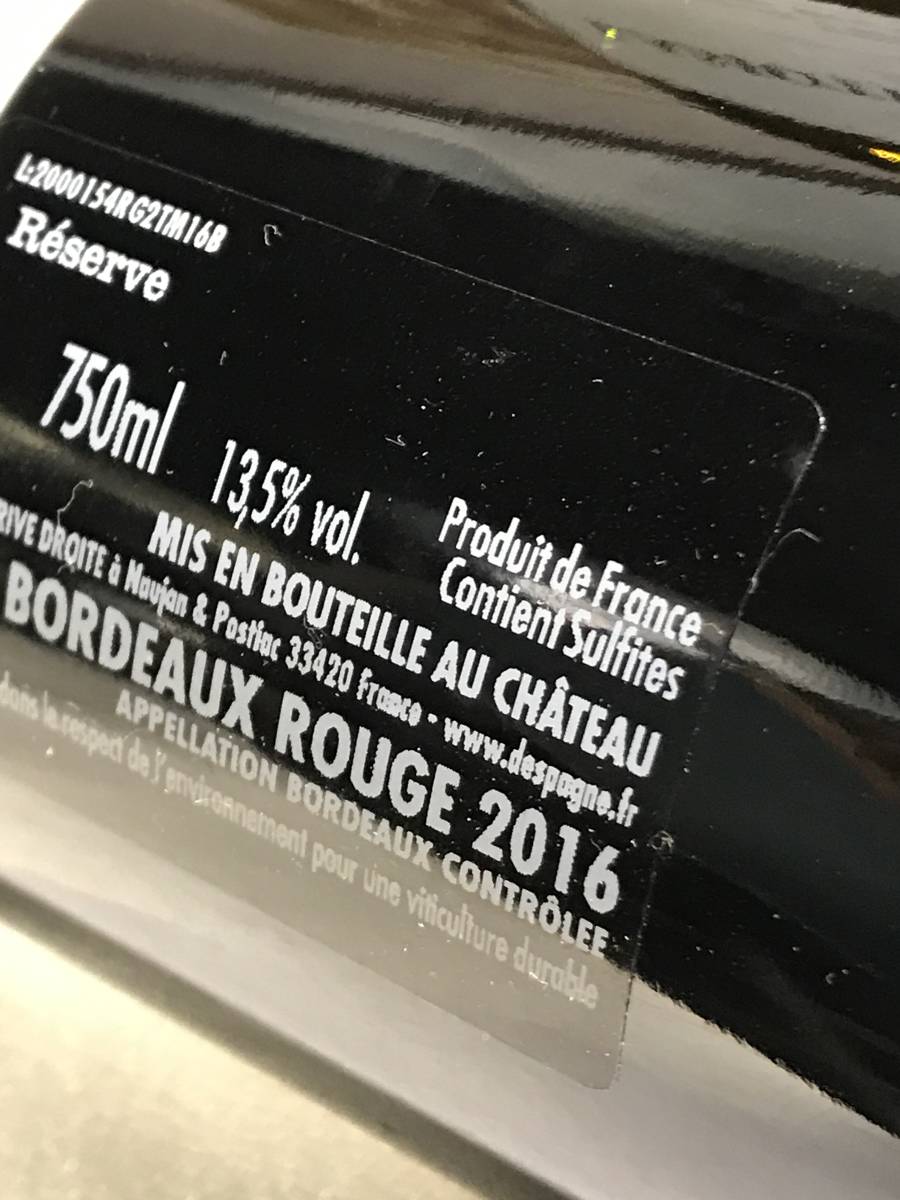 L:2000154RG2TM16B
Réserve
750ml 13,5% vol.
Produit de France
Contient Sulfites
MIS EN BOUTEILLE AU CHÂTEAU
RIVE DROITE à Naujan & Postiac 33420 France • www.despagne.fr
BORDEAUX ROUGE 2016
APPELLATION BORDEAUX CONTRÔLEE
dans le respect de l'environnement pour une viticulture durable